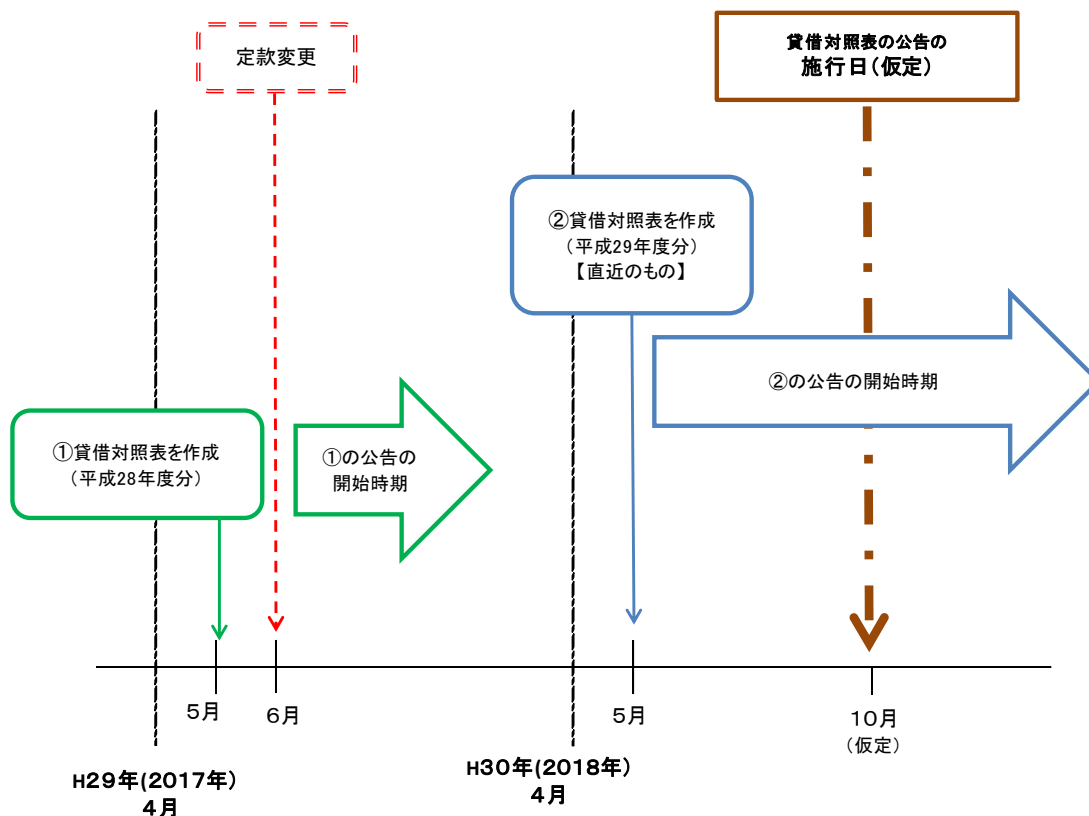 定款変更
貸借対照表の公告の
施行日(仮定)
②貸借対照表を作成
(平成29年度分)
【直近のもの】
②の公告の開始時期
①貸借対照表を作成
(平成28年度分)
①の公告の
開始時期
5月
6月
5月
10月
(仮定)
H29年(2017年)
4月
H30年(2018年)
4月